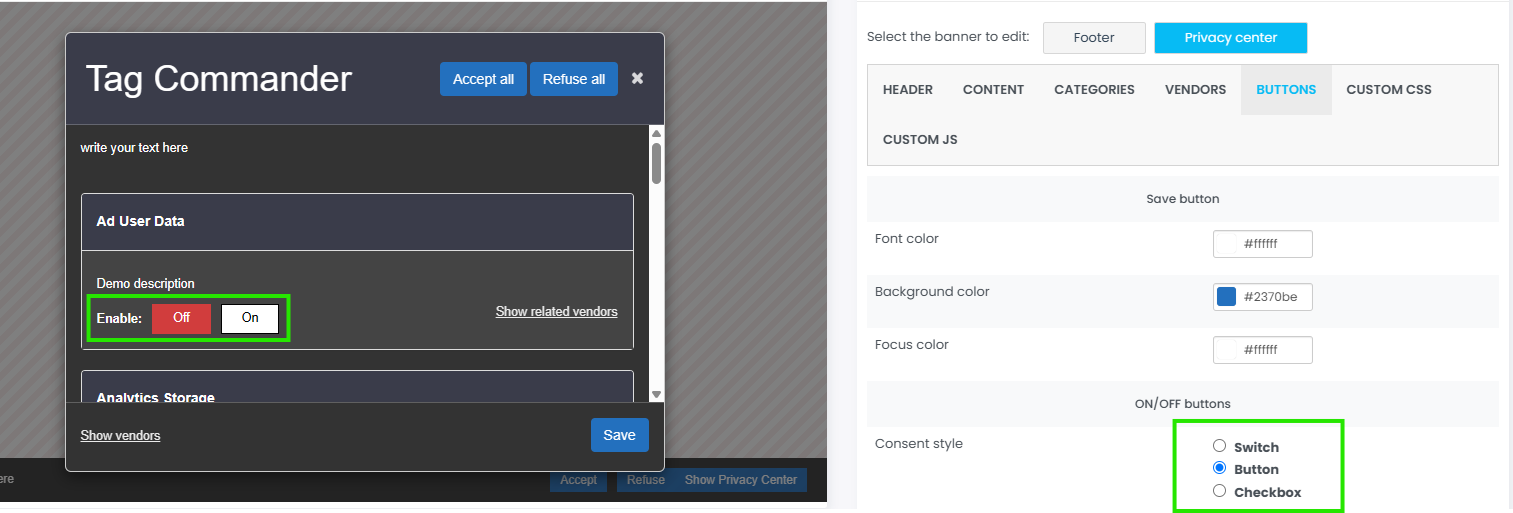 Tag Commander
Accept all
Refuse all
×
write your text here
Ad User Data
Demo description
Enable:
Off
On
Show related vendors
Analytics Storage
Show vendors
Save
ere
Accept
Refuse
Show Privacy Center
Select the banner to edit:
Footer
Privacy center
HEADER
CONTENT
CATEGORIES
VENDORS
BUTTONS
CUSTOM CSS
CUSTOM JS
Save button
Font color
#ffffff
Background color
#2370be
Focus color
#ffffff
ON/OFF buttons
Consent style
Switch
Button
Checkbox